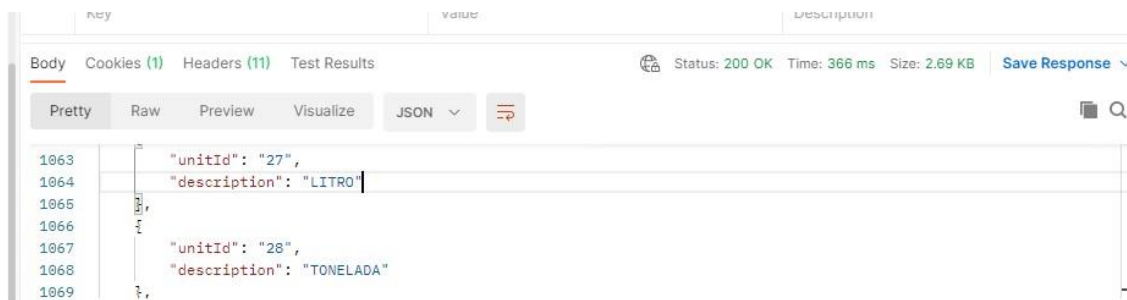 Key Value Description
Body Cookies (1) Headers (11) Test Results Status: 200 OK Time: 366 ms Size: 2.69 KB Save Response
Pretty Raw Preview Visualize JSON
1063 "unitId": "27",
1064 "description": "LITRO"
1065 },
1066 {
1067 "unitId": "28",
1068 "description": "TONELADA"
1069 },